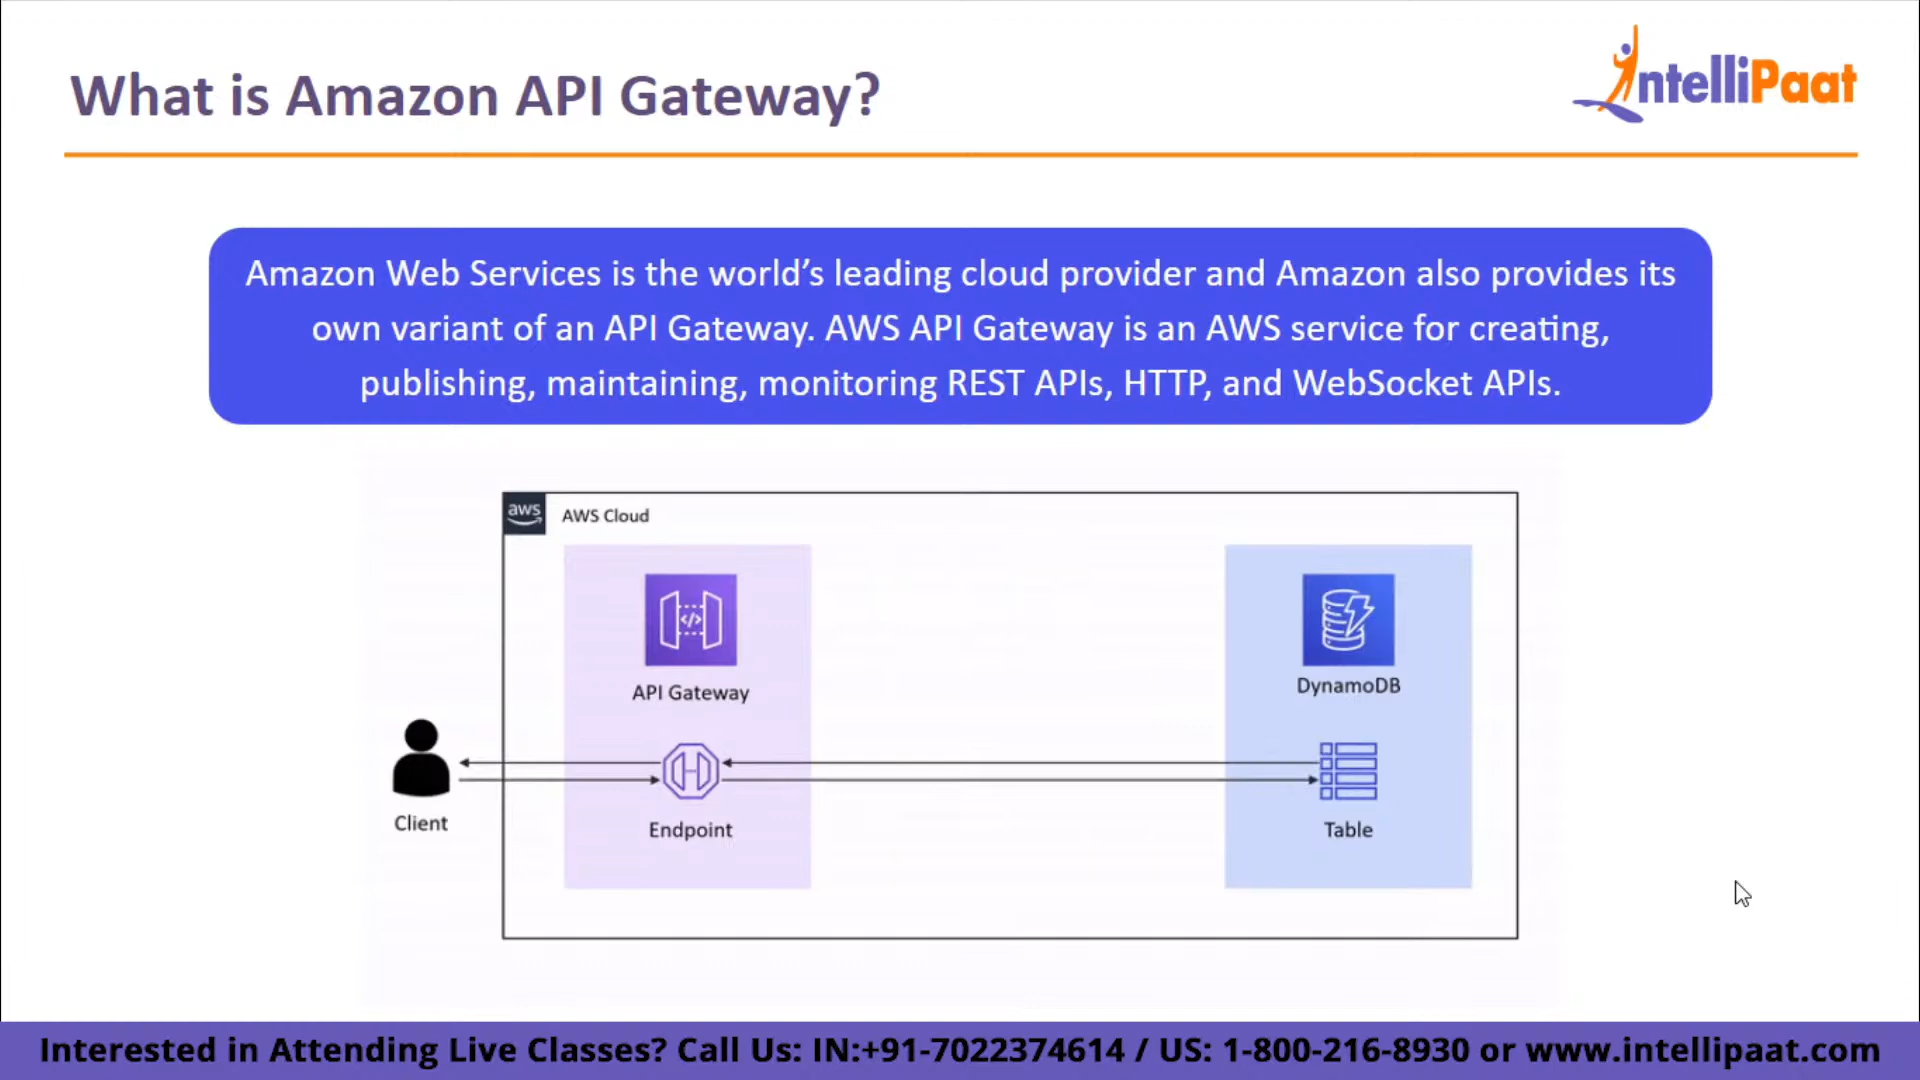 What is Amazon API Gateway?
IntelliPaat
Amazon Web Services is the world’s leading cloud provider and Amazon also provides its
own variant of an API Gateway. AWS API Gateway is an AWS service for creating,
publishing, maintaining, monitoring REST APIs, HTTP, and WebSocket APIs.
aws
AWS Cloud
</>
API Gateway
DynamoDB
Client
Endpoint
Table
Interested in Attending Live Classes? Call Us: IN:+91-7022374614 / US: 1-800-216-8930 or www.intellipaat.com